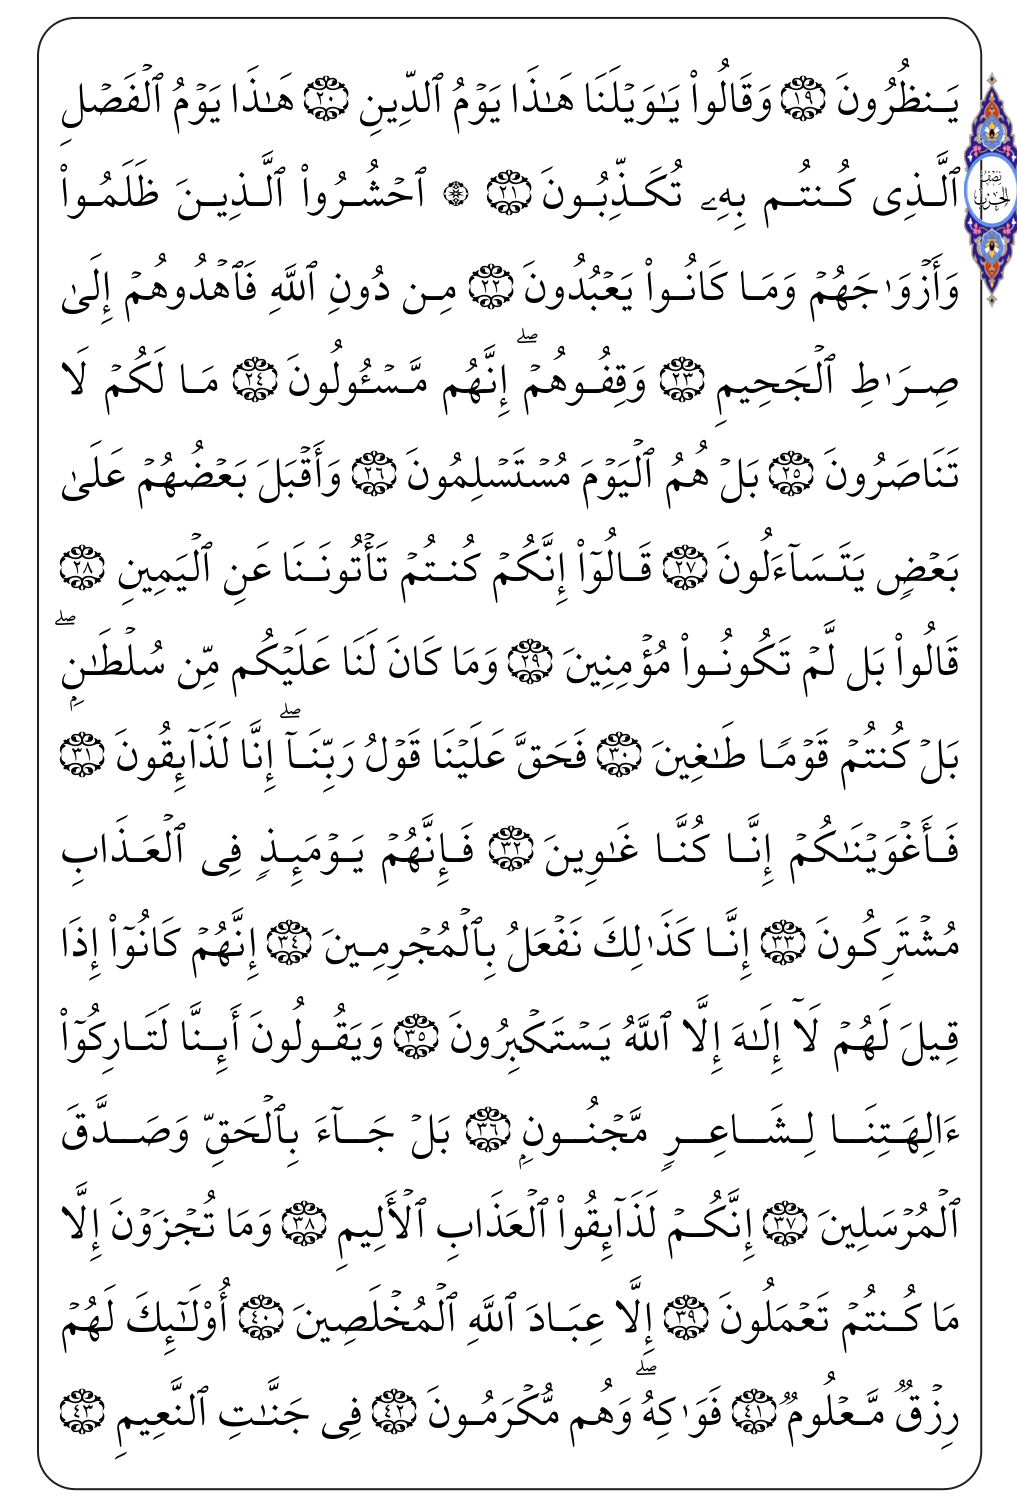 يَنظُرُونَ ١٩ وَقَالُوا۟ يَـٰوَيْلَنَا هَـٰذَا يَوْمُ ٱلدِّينِ ٢٠ هَـٰذَا يَوْمُ ٱلْفَصْلِ
ٱلَّذِى كُنتُم بِهِۦ تُكَذِّبُونَ ٢١ ۞ ٱحْشُرُوا۟ ٱلَّذِينَ ظَلَمُوا۟
نصف الحزب
وَأَزْوَٰجَهُمْ وَمَا كَانُوا۟ يَعْبُدُونَ ٢٢ مِن دُونِ ٱللَّهِ فَٱهْدُوهُمْ إِلَىٰ
صِرَٰطِ ٱلْجَحِيمِ ٢٣ وَقِفُوهُمْ ۖ إِنَّهُم مَّسْـُٔولُونَ ٢٤ مَا لَكُمْ لَا
تَنَاصَرُونَ ٢٥ بَلْ هُمُ ٱلْيَوْمَ مُسْتَسْلِمُونَ ٢٦ وَأَقْبَلَ بَعْضُهُمْ عَلَىٰ
بَعْضٍ يَتَسَآءَلُونَ ٢٧ قَالُوٓا۟ إِنَّكُمْ كُنتُمْ تَأْتُونَنَا عَنِ ٱلْيَمِينِ ٢٨
قَالُوا۟ بَل لَّمْ تَكُونُوا۟ مُؤْمِنِينَ ٢٩ وَمَا كَانَ لَنَا عَلَيْكُم مِّن سُلْطَـٰنٍۭ ۖ
بَلْ كُنتُمْ قَوْمًا طَـٰغِينَ ٣٠ فَحَقَّ عَلَيْنَا قَوْلُ رَبِّنَآ ۖ إِنَّا لَذَآئِقُونَ ٣١
فَأَغْوَيْنَـٰكُمْ إِنَّا كُنَّا غَـٰوِينَ ٣٢ فَإِنَّهُمْ يَوْمَئِذٍ فِى ٱلْعَذَابِ
مُشْتَرِكُونَ ٣٣ إِنَّا كَذَٰلِكَ نَفْعَلُ بِٱلْمُجْرِمِينَ ٣٤ إِنَّهُمْ كَانُوٓا۟ إِذَا
قِيلَ لَهُمْ لَآ إِلَـٰهَ إِلَّا ٱللَّهُ يَسْتَكْبِرُونَ ٣٥ وَيَقُولُونَ أَئِنَّا لَتَارِكُوٓا۟
ءَالِهَتِنَا لِشَاعِرٍ مَّجْنُونٍۭ ٣٦ بَلْ جَآءَ بِٱلْحَقِّ وَصَدَّقَ
ٱلْمُرْسَلِينَ ٣٧ إِنَّكُمْ لَذَآئِقُوا۟ ٱلْعَذَابِ ٱلْأَلِيمِ ٣٨ وَمَا تُجْزَوْنَ إِلَّا
مَا كُنتُمْ تَعْمَلُونَ ٣٩ إِلَّا عِبَادَ ٱللَّهِ ٱلْمُخْلَصِينَ ٤٠ أُو۟لَـٰٓئِكَ لَهُمْ
رِزْقٌ مَّعْلُومٌ ٤١ فَوَٰكِهُ ۖ وَهُم مُّكْرَمُونَ ٤٢ فِى جَنَّـٰتِ ٱلنَّعِيمِ ٤٣